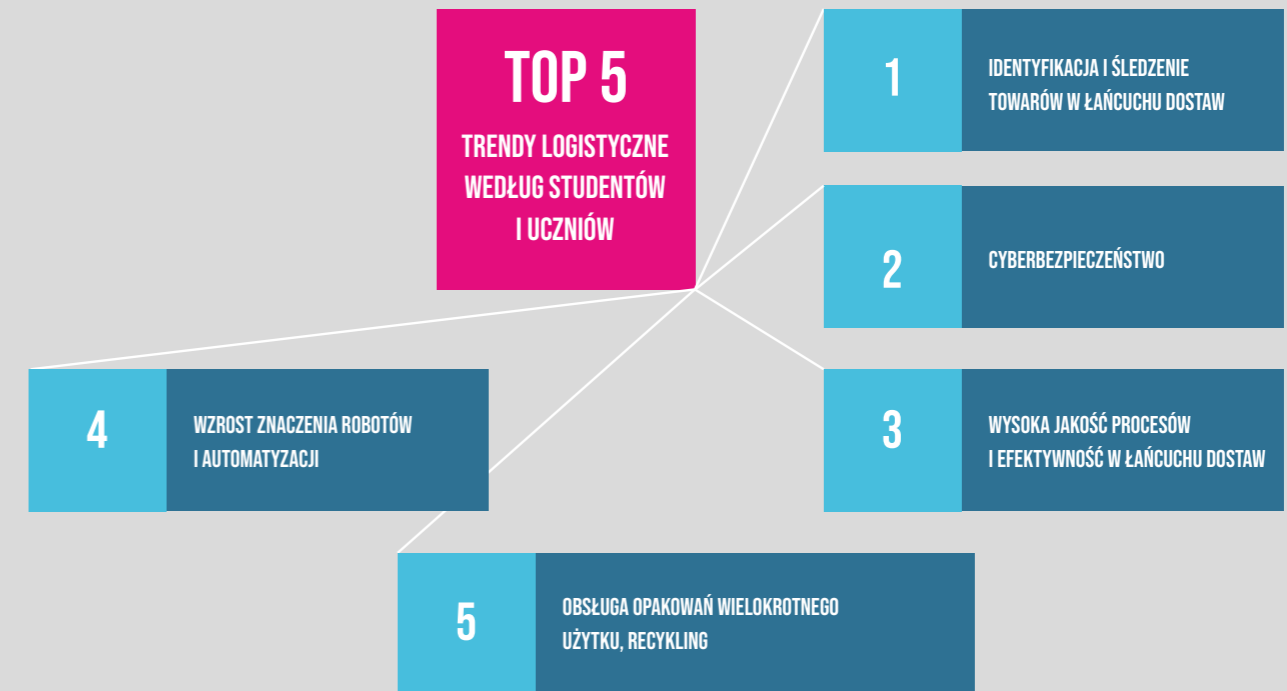 TOP 5
TRENDY LOGISTYCZNE
WEDŁUG STUDENTÓW
I UCZNIÓW
1
IDENTYFIKACJA I ŚLEDZENIE
TOWARÓW W ŁAŃCUCHU DOSTAW
2
CYBERBEZPIECZEŃSTWO
3
WYSOKA JAKOŚĆ PROCESÓW
I EFEKTYWNOŚĆ W ŁAŃCUCHU DOSTAW
4
WZROST ZNACZENIA ROBOTÓW
I AUTOMATYZACJI
5
OBSŁUGA OPAKOWAŃ WIELOKROTNEGO
UŻYTKU, RECYKLING